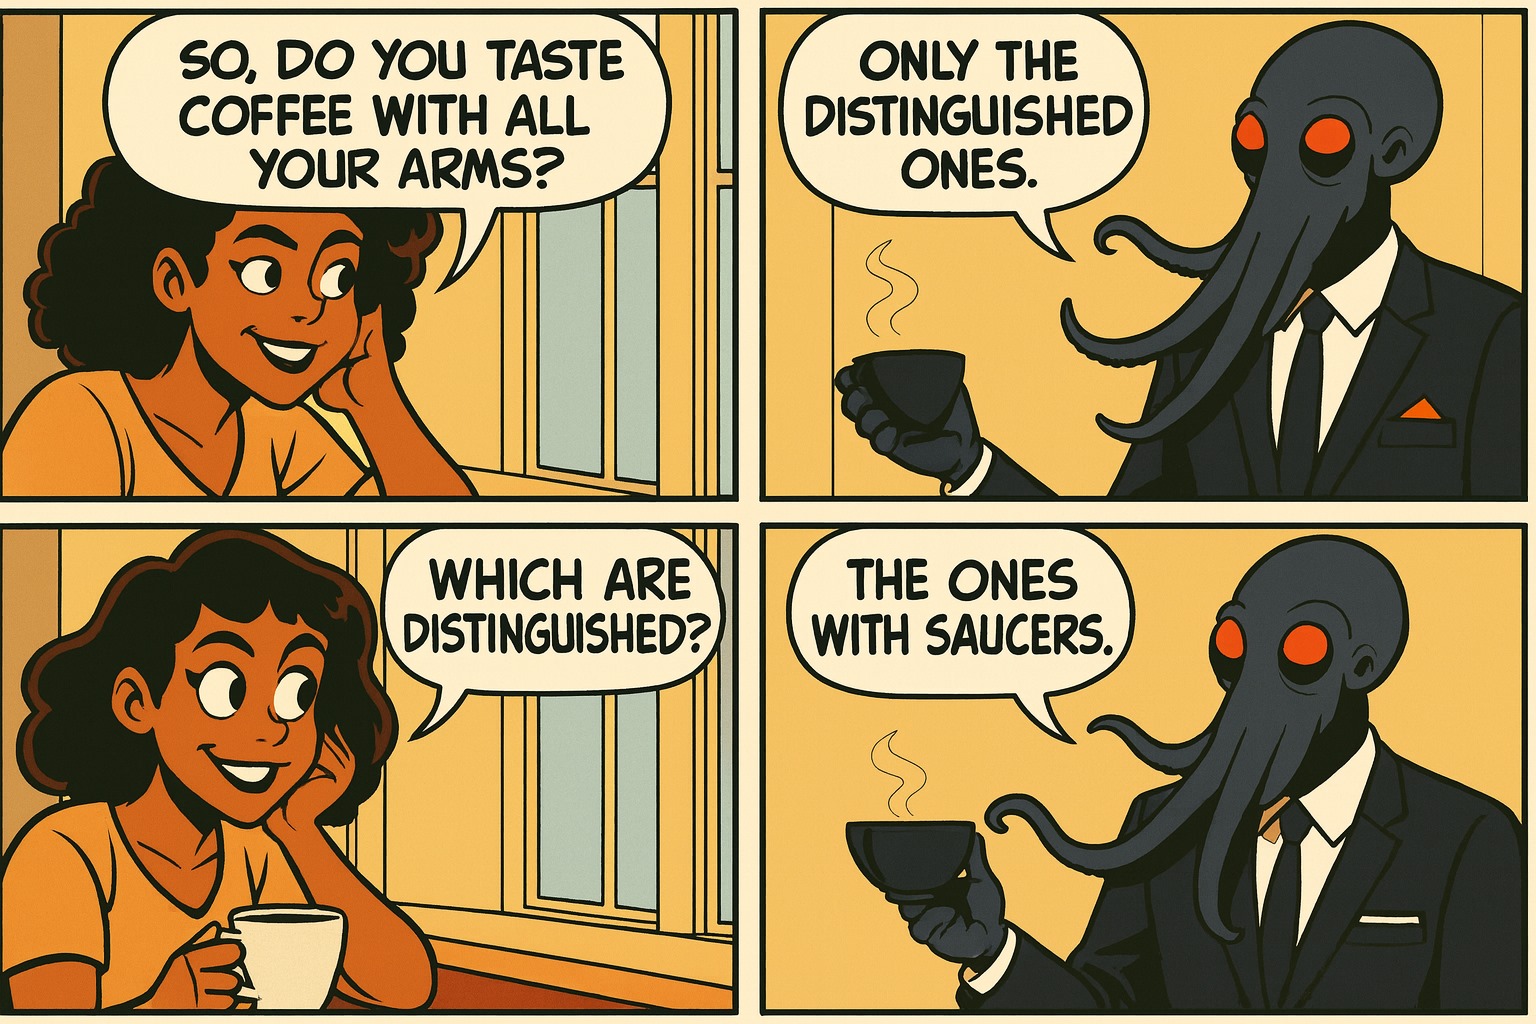 SO, DO YOU TASTE
COFFEE WITH ALL
YOUR ARMS?
ONLY THE
DISTINGUISHED
ONES.
WHICH ARE
DISTINGUISHED?
THE ONES
WITH SAUCERS.